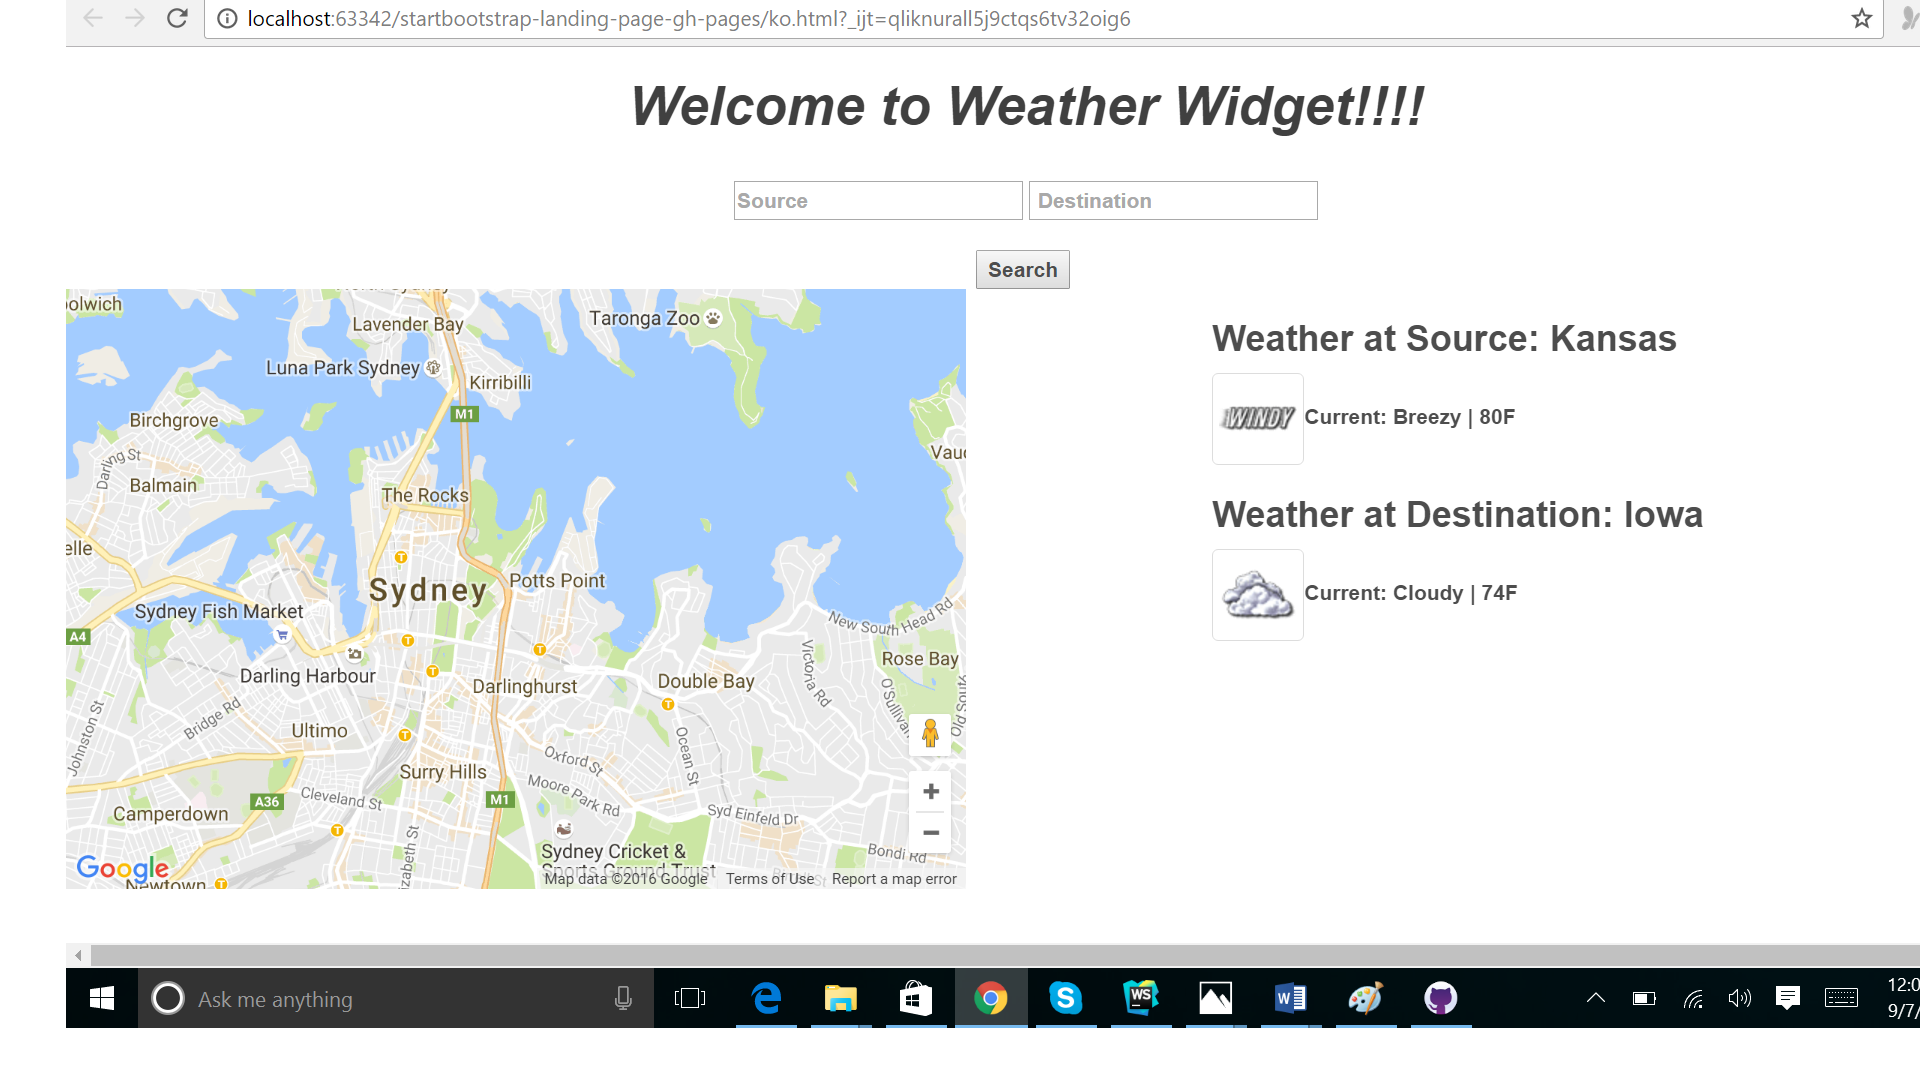 localhost:63342/startbootstrap-landing-page-gh-pages/ko.html?_ijt=qliknurall5j9ctqs6tv32oig6
Welcome to Weather Widget!!!!
Source Destination
Search
olwich
Lavender Bay
Taronga Zoo
Luna Park Sydney
Kirribilli
M1
Birchgrove
Darling St
Balmain
The Rocks
Vauc
elle
Sydney
Potts Point
Sydney Fish Market
New South Head Rd
A4
Victoria Rd
Rose Bay
Darling Harbour
Darlinghurst
Double Bay
O'Sullivan
Old South
Johnston St
Bridge Rd
Ultimo
Ocean St
Oxford St
Surry Hills
Moore Park Rd
A36
Cleveland St
M1
Camperdown
Syd Einfeld Dr
izabeth St
Sydney Cricket &
Sports Ground Trust
Bondi Rd
Google
Newtown
Map data ©2016 Google Terms of Use Report a map error
Weather at Source: Kansas
WINDY Current: Breezy | 80F
Weather at Destination: Iowa
Current: Cloudy | 74F
Ask me anything
WS
12:0
9/7/